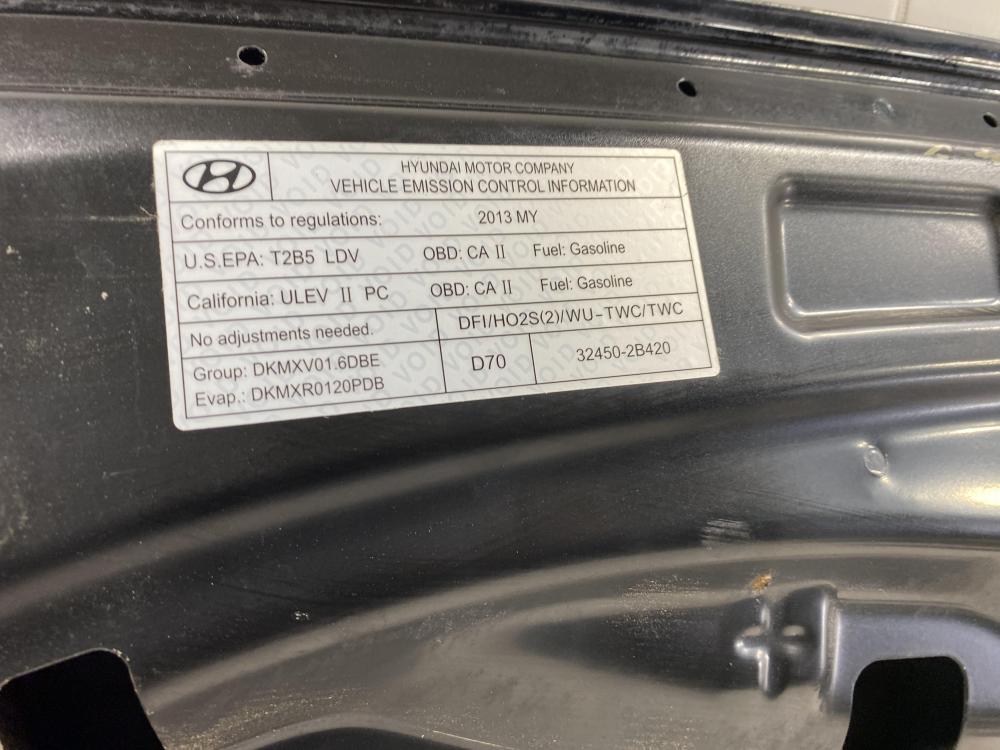 HYUNDAI MOTOR COMPANY
VEHICLE EMISSION CONTROL INFORMATION
Conforms to regulations: 2013 MY
U.S.EPA: T2B5 LDV OBD: CA II Fuel: Gasoline
California: ULEV II PC OBD: CA II Fuel: Gasoline
No adjustments needed. DFI/HO2S(2)/WU-TWC/TWC
Group: DKMXV01.6DBE D70 32450-2B420
Evap.: DKMXR0120PDB